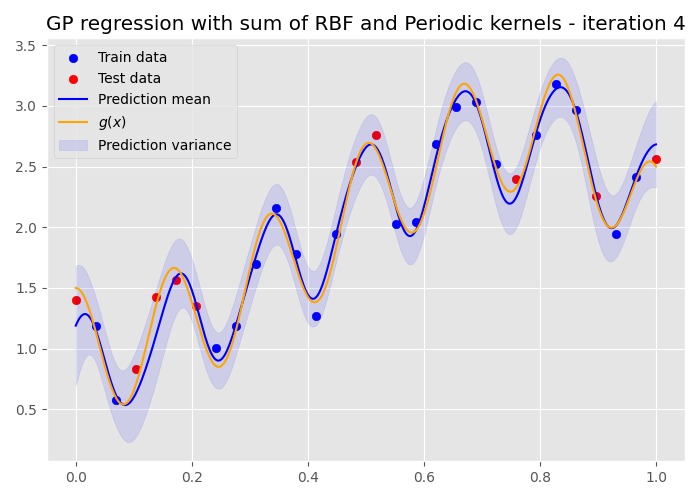 GP regression with sum of RBF and Periodic kernels - iteration 4
3.5
3.0
2.5
2.0
1.5
1.0
0.5
Train data
Test data
Prediction mean
g(x)
Prediction variance
0.0 0.2 0.4 0.6 0.8 1.0